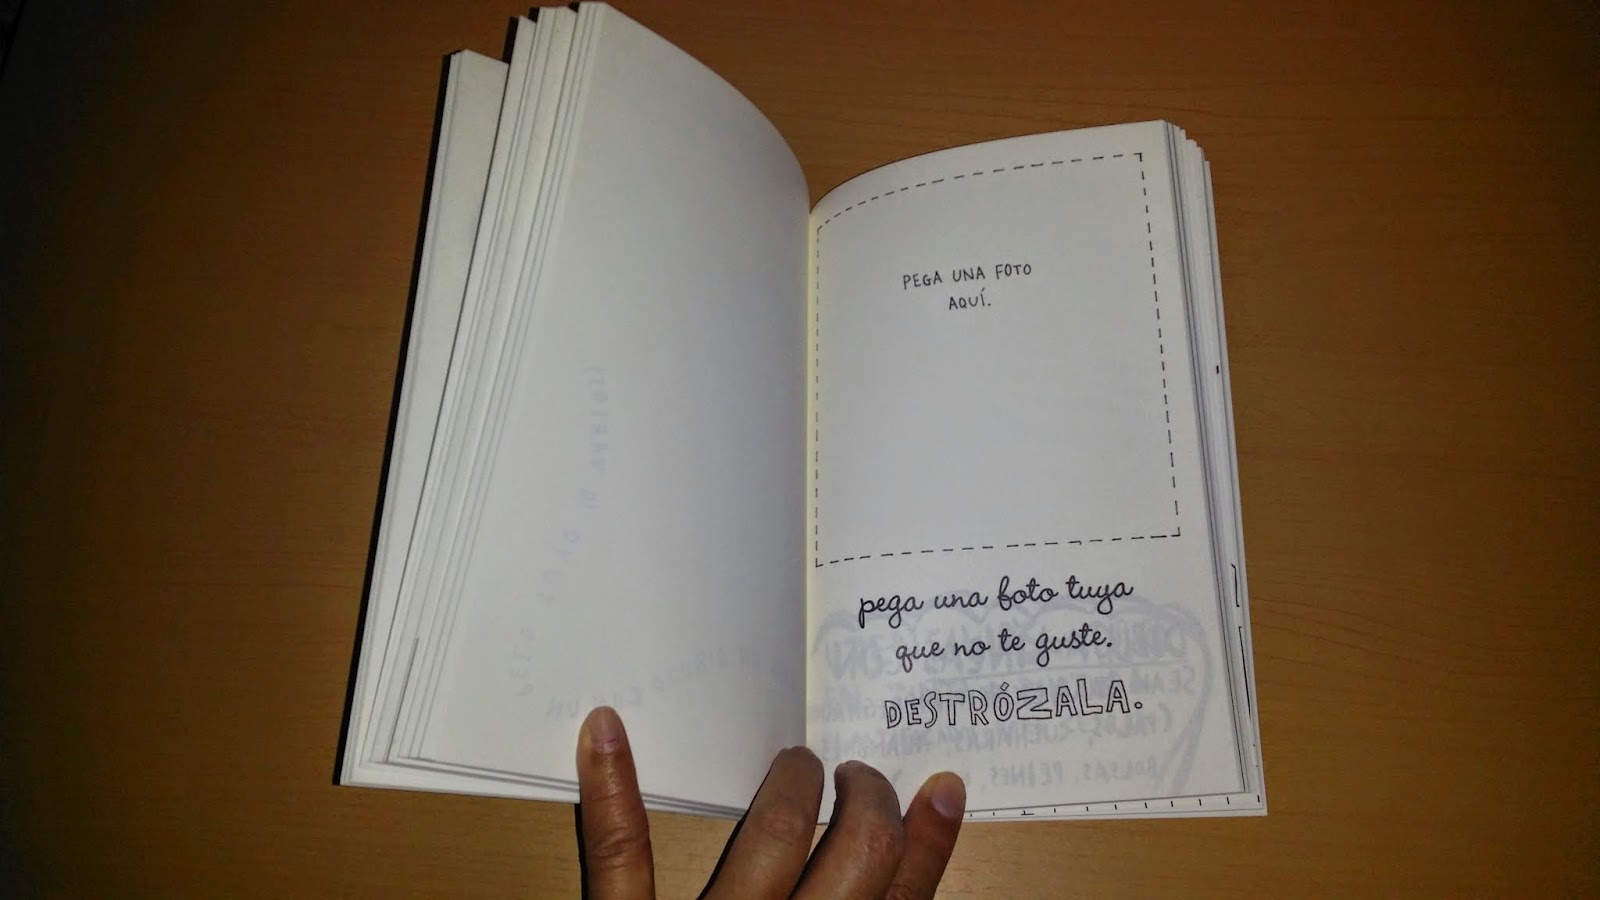 PEGA UNA FOTO
AQUÍ.
pega una foto tuya
que no te guste.
DESTRÓZALA.